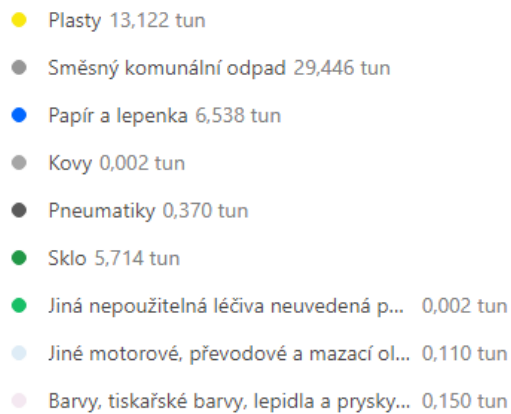 Plasty 13,122 tun
Směsný komunální odpad 29,446 tun
Papír a lepenka 6,538 tun
Kovy 0,002 tun
Pneumatiky 0,370 tun
Sklo 5,714 tun
Jiná nepoužitelná léčiva neuvedená p... 0,002 tun
Jiné motorové, převodové a mazací ol... 0,110 tun
Barvy, tiskařské barvy, lepidla a prysky... 0,150 tun